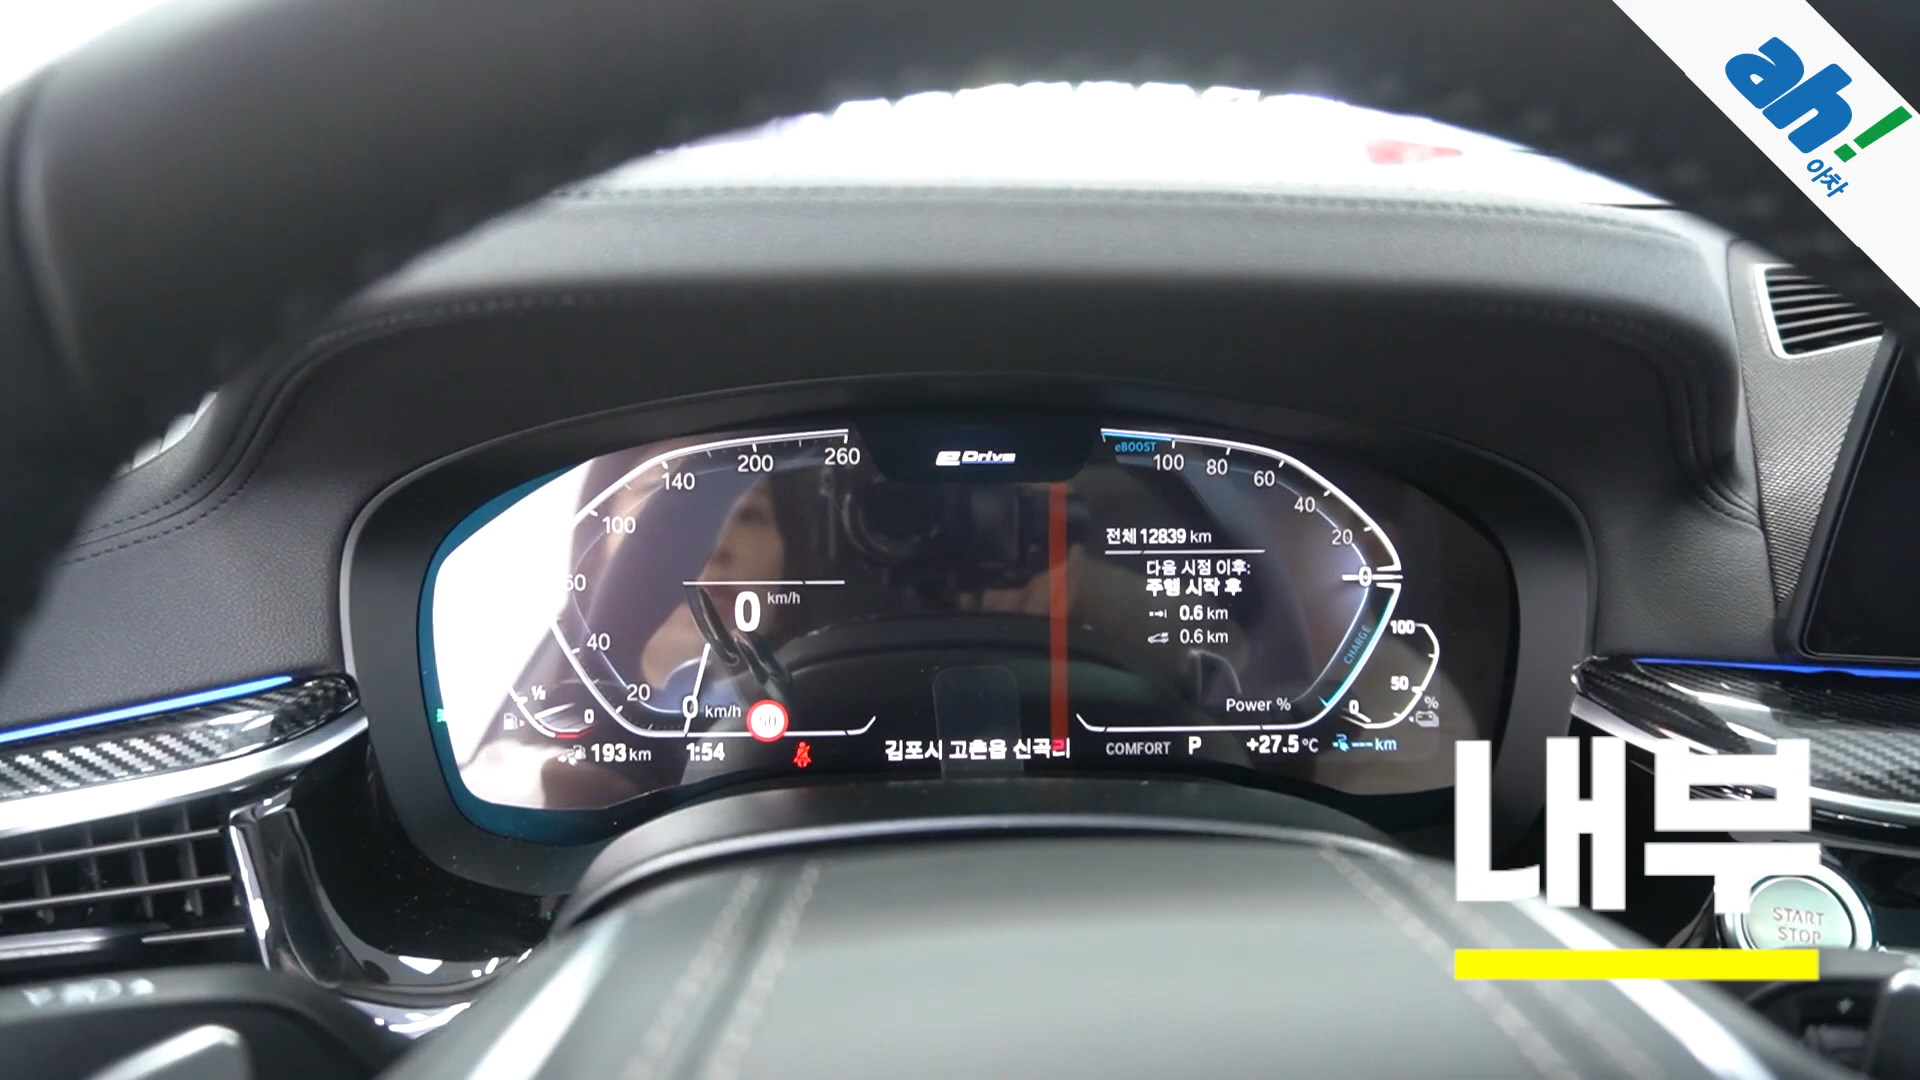 ah!
아차
eDrive
140
200
260
100
60
40
20
0
0 km/h
0 km/h
50
½
0
193 km
1:54
김포시 고촌읍 신곡리
COMFORT P
+27.5 °C
--- km
eBOOST
100
80
60
40
20
0
CHARGE
Power %
100
50
0
%
전체 12839 km
다음 시점 이후:
주행 시작 후
0.6 km
0.6 km
내부
START
STOP